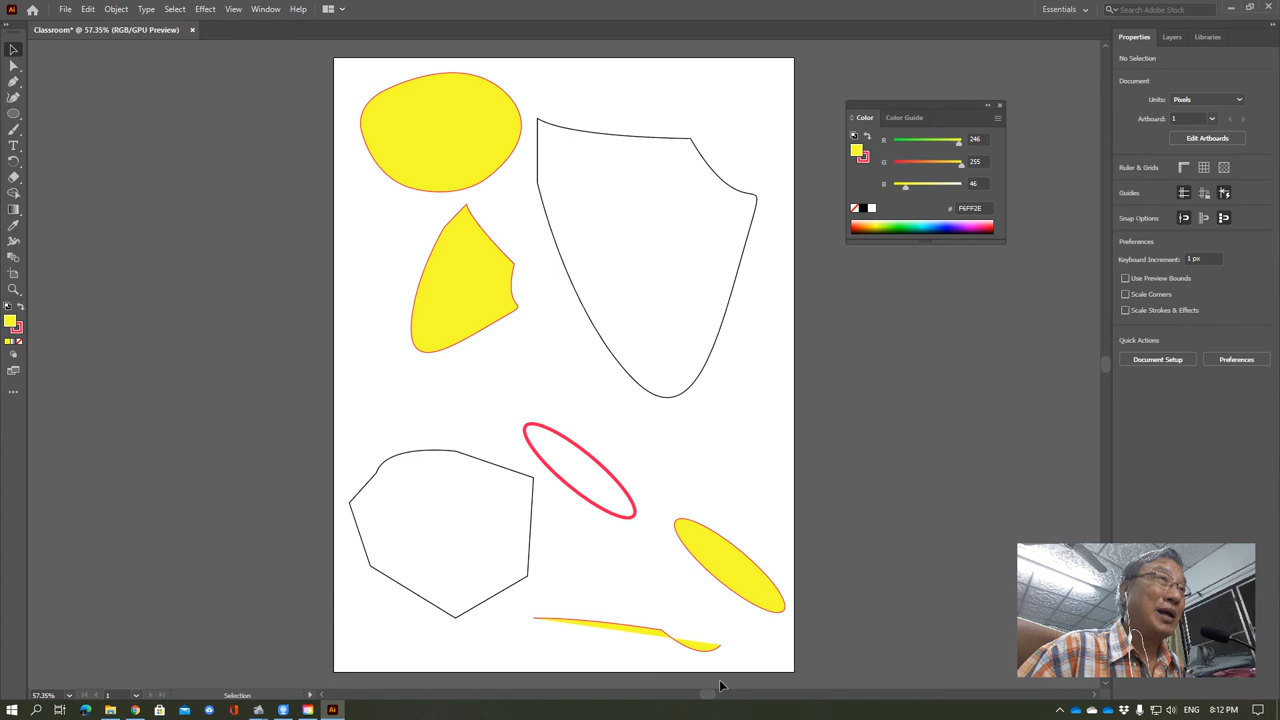 Ai File Edit Object Type Select Effect View Window Help Essentials Search Adobe Stock
Classroom* @ 57.35% (RGB/GPU Preview) ×
Properties Layers Libraries
No Selection
Document
Units: Pixels
Artboard: 1
Edit Artboards
Ruler & Grids
Guides
Snap Options
Preferences
Keyboard Increment: 1 px
Use Preview Bounds
Scale Corners
Scale Strokes & Effects
Quick Actions
Document Setup Preferences
Color Color Guide
R 246
G 255
B 46
# F6FF2E
T
57.35% 1 Selection
Ai ENG 8:12 PM